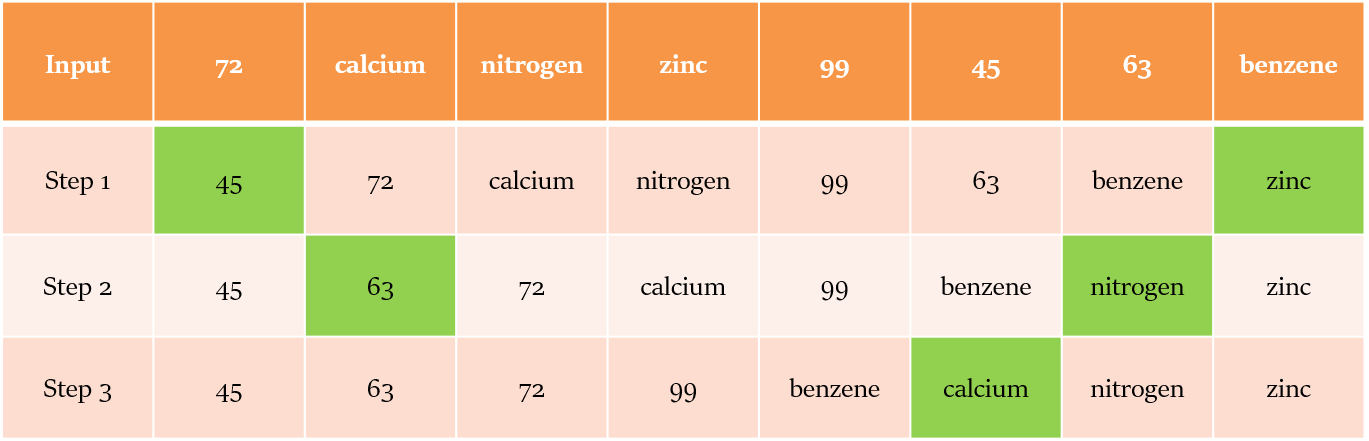 Input 72 calcium nitrogen zinc 99 45 63 benzene
Step 1 45 72 calcium nitrogen 99 63 benzene zinc
Step 2 45 63 72 calcium 99 benzene nitrogen zinc
Step 3 45 63 72 99 benzene calcium nitrogen zinc